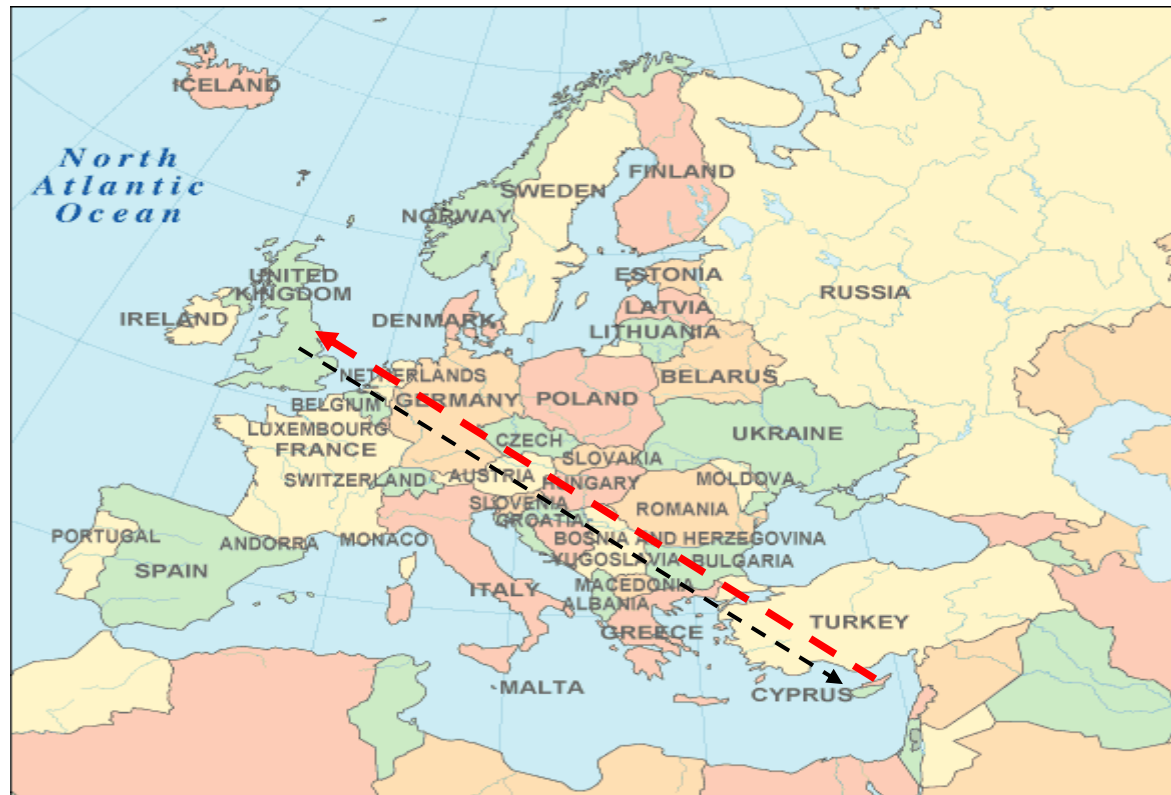 ICELAND
North
Atlantic
Ocean
FINLAND
SWEDEN
NORWAY
UNITED
KINGDOM
ESTONIA
RUSSIA
LATVIA
IRELAND
DENMARK
LITHUANIA
NETHERLANDS
BELARUS
BELGIUM
GERMANY
POLAND
LUXEMBOURG
UKRAINE
FRANCE
CZECH
SLOVAKIA
SWITZERLAND
AUSTRIA
MOLDOVA
HUNGARY
SLOVENIA
ROMANIA
CROATIA
PORTUGAL
ANDORRA
MONACO
BOSNIA AND HERZEGOVINA
SPAIN
YUGOSLAVIA
BULGARIA
ITALY
MACEDONIA
ALBANIA
TURKEY
GREECE
MALTA
CYPRUS